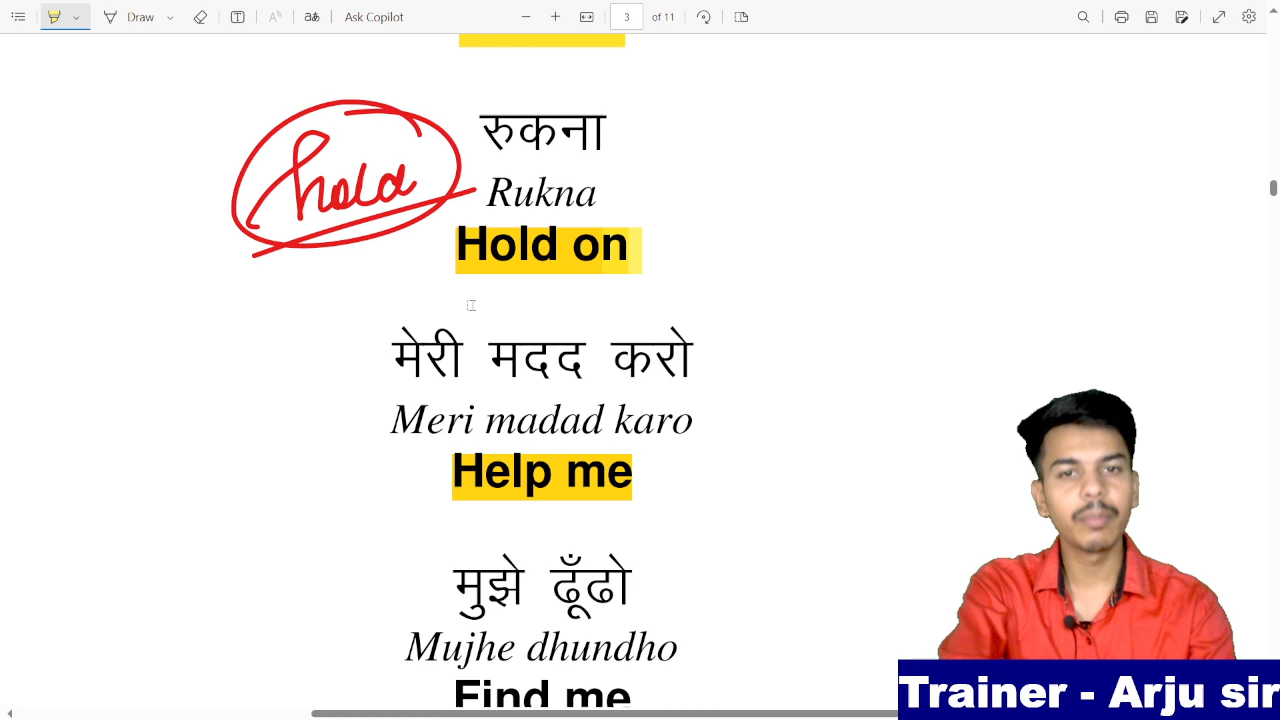 Draw
Ask Copilot
3 of 11
रुकना
hold
Rukna
Hold on
मेरी मदद करो
Meri madad karo
Help me
मुझे ढूँढो
Mujhe dhundho
Find me
Trainer - Arju sir